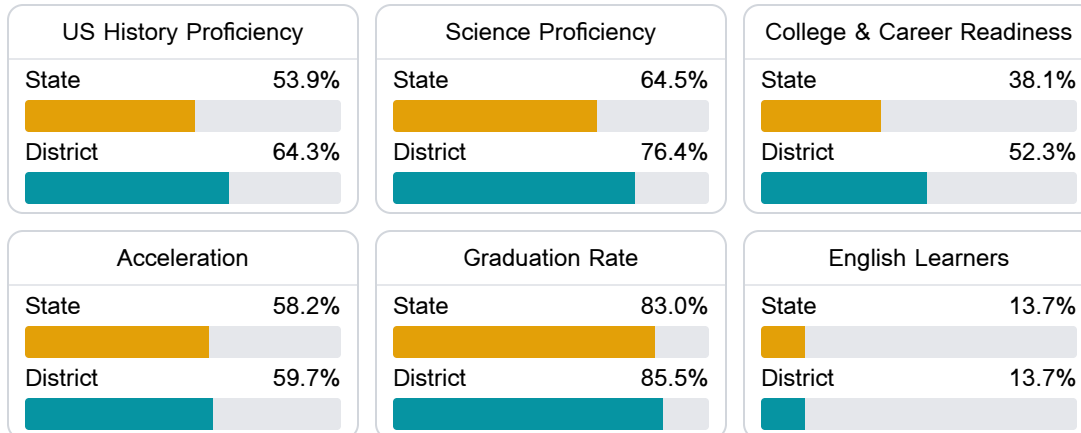 US History Proficiency
State 53.9%
District 64.3%
Science Proficiency
State 64.5%
District 76.4%
College & Career Readiness
State 38.1%
District 52.3%
Acceleration
State 58.2%
District 59.7%
Graduation Rate
State 83.0%
District 85.5%
English Learners
State 13.7%
District 13.7%